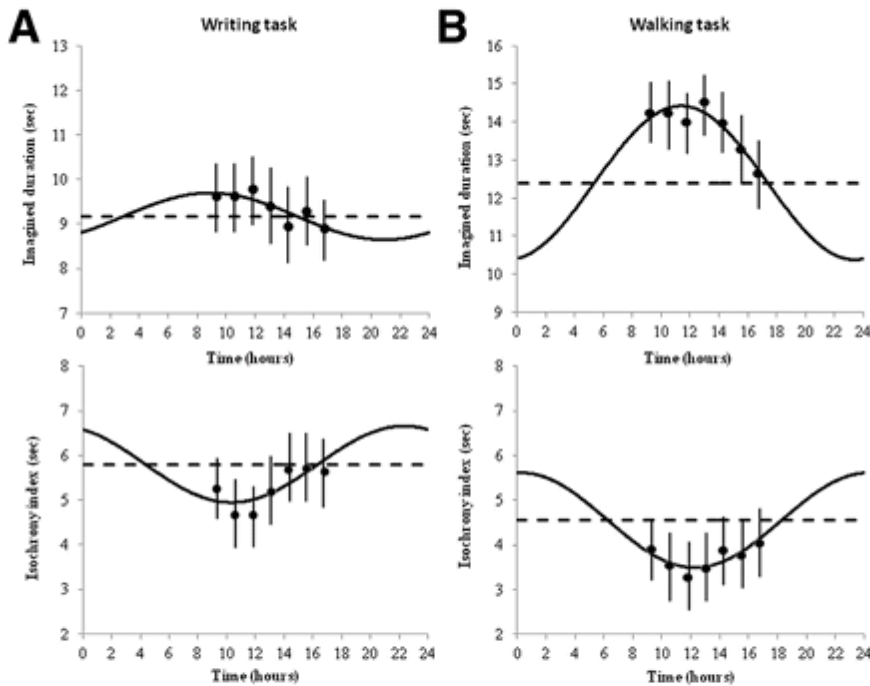 A Writing task
B Walking task
Imagined duration (sec)
13
12
11
10
9
8
7
0 2 4 6 8 10 12 14 16 18 20 22 24
Time (hours)
Imagined duration (sec)
16
15
14
13
12
11
10
9
0 2 4 6 8 10 12 14 16 18 20 22 24
Time (hours)
Isochrony index (sec)
8
7
6
5
4
3
2
0 2 4 6 8 10 12 14 16 18 20 22 24
Time (hours)
Isochrony index (sec)
8
7
6
5
4
3
2
0 2 4 6 8 10 12 14 16 18 20 22 24
Time (hours)